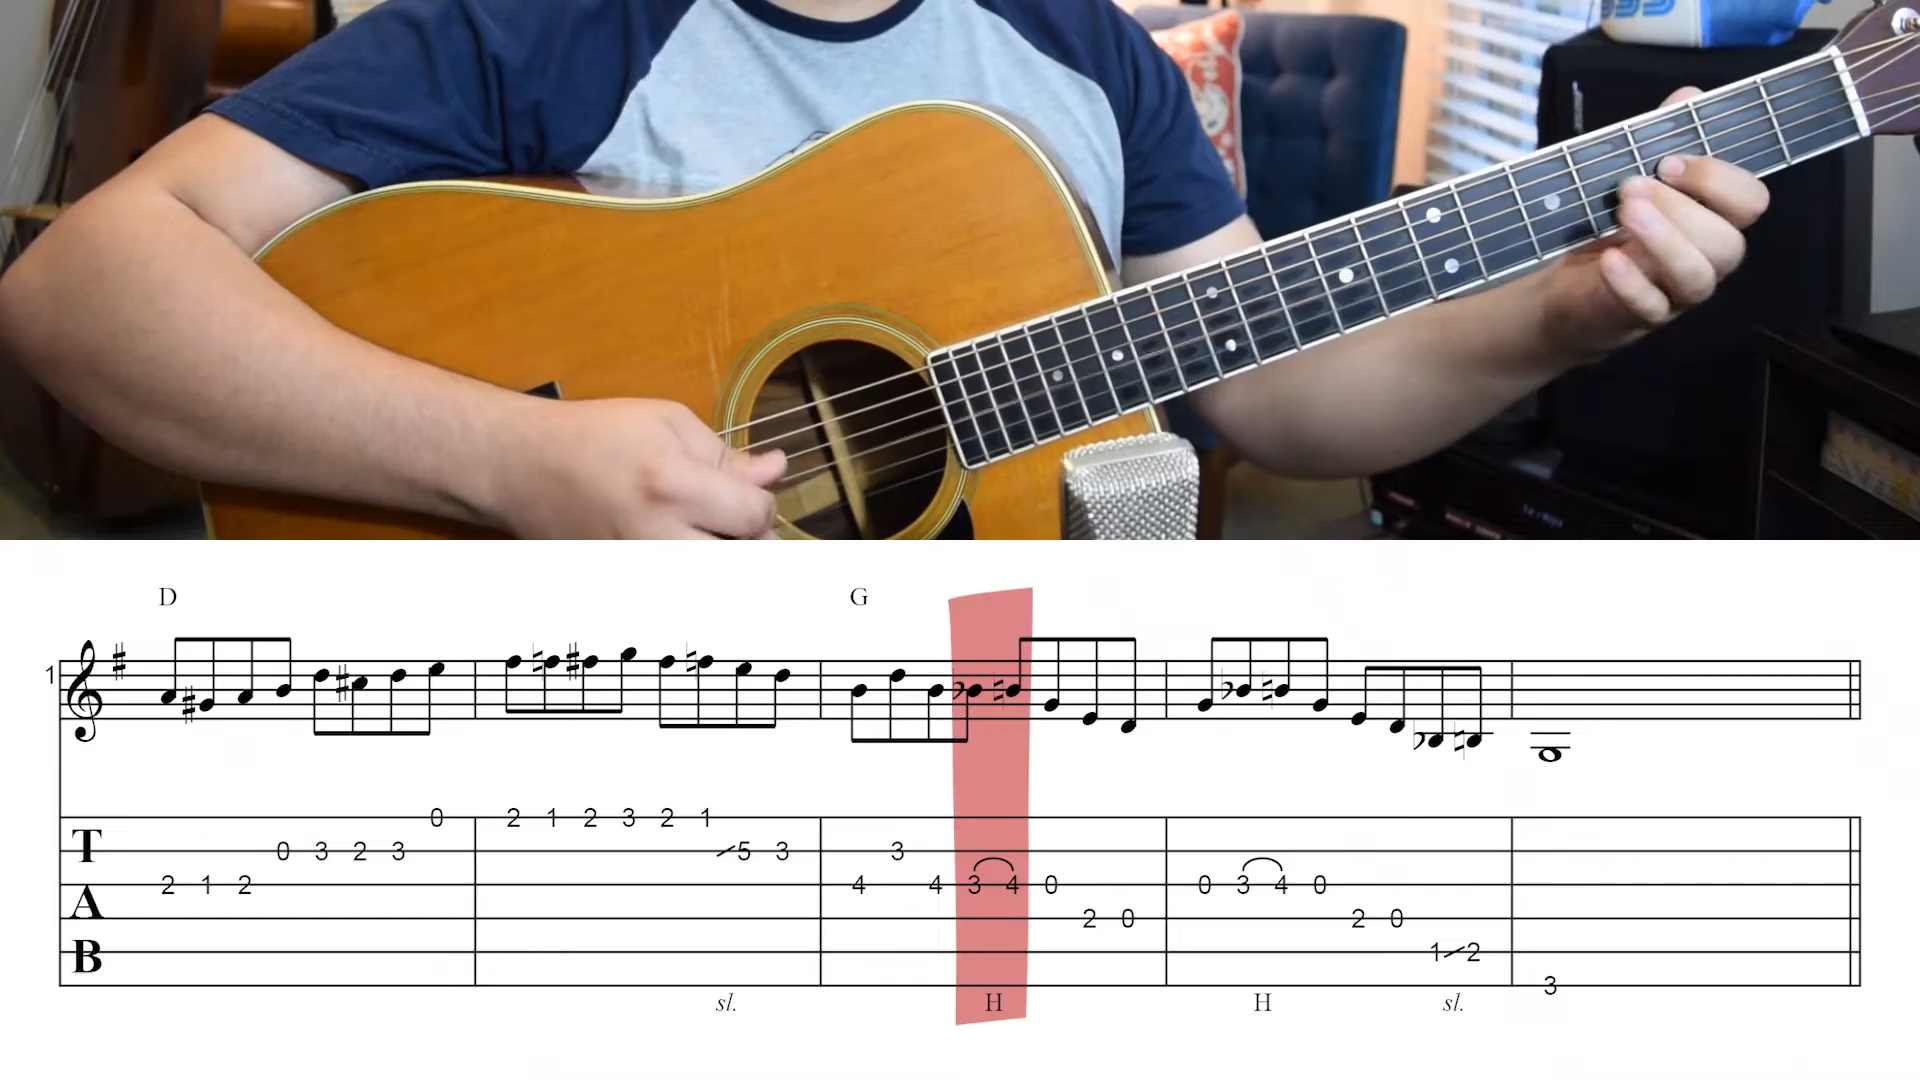 D G
1
0 2 1 2 3 2 1
T 0 3 2 3 5 3 3
2 1 2 4 4 3 4 0 0 3 4 0
A 2 0 2 0
B 1 2
3
sl. H H sl.